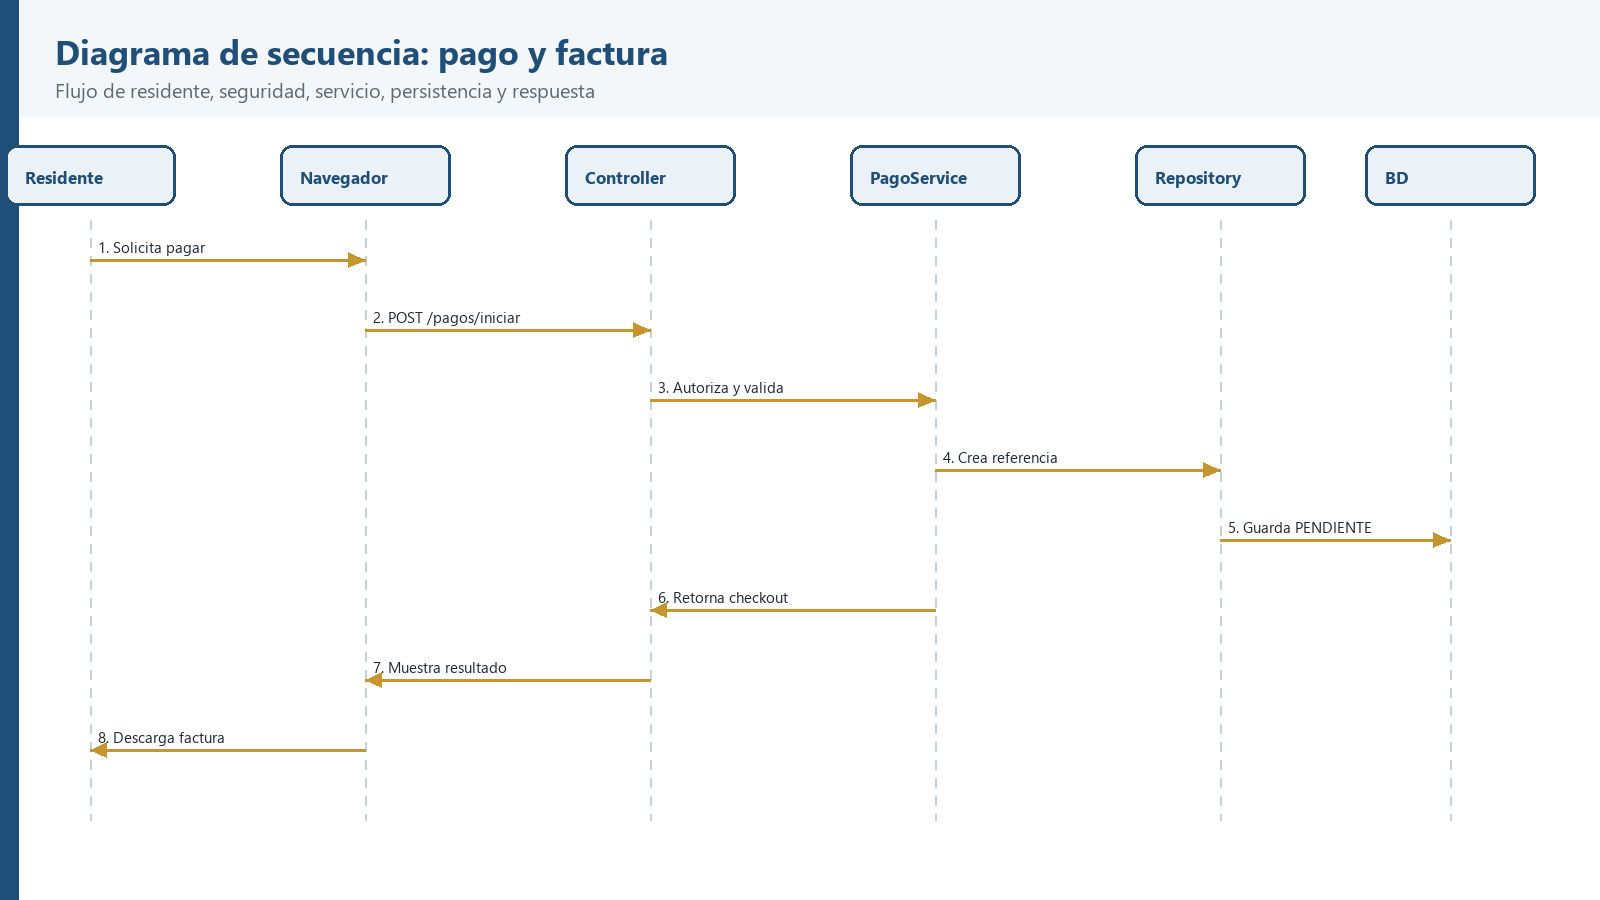 Diagrama de secuencia: pago y factura
Flujo de residente, seguridad, servicio, persistencia y respuesta
Residente
Navegador
Controller
PagoService
Repository
BD
1. Solicita pagar
2. POST /pagos/iniciar
3. Autoriza y valida
4. Crea referencia
5. Guarda PENDIENTE
6. Retorna checkout
7. Muestra resultado
8. Descarga factura